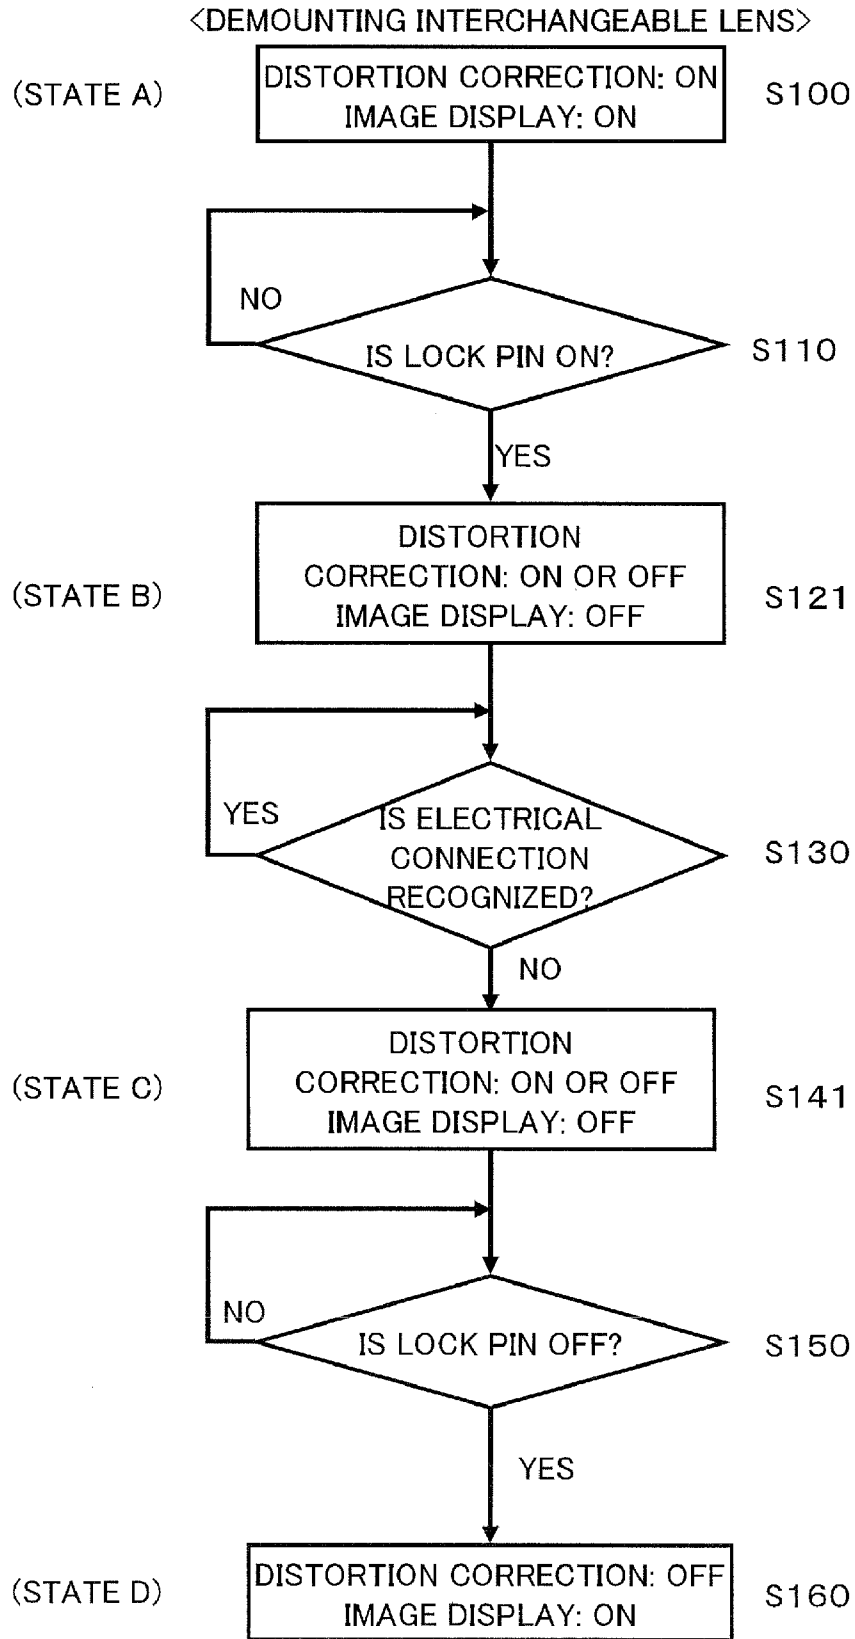 <DEMOUNTING INTERCHANGEABLE LENS>
(STATE A)
DISTORTION CORRECTION: ON
IMAGE DISPLAY: ON
S100
NO
IS LOCK PIN ON?
S110
YES
(STATE B)
DISTORTION
CORRECTION: ON OR OFF
IMAGE DISPLAY: OFF
S121
YES
IS ELECTRICAL
CONNECTION
RECOGNIZED?
S130
NO
(STATE C)
DISTORTION
CORRECTION: ON OR OFF
IMAGE DISPLAY: OFF
S141
NO
IS LOCK PIN OFF?
S150
YES
(STATE D)
DISTORTION CORRECTION: OFF
IMAGE DISPLAY: ON
S160